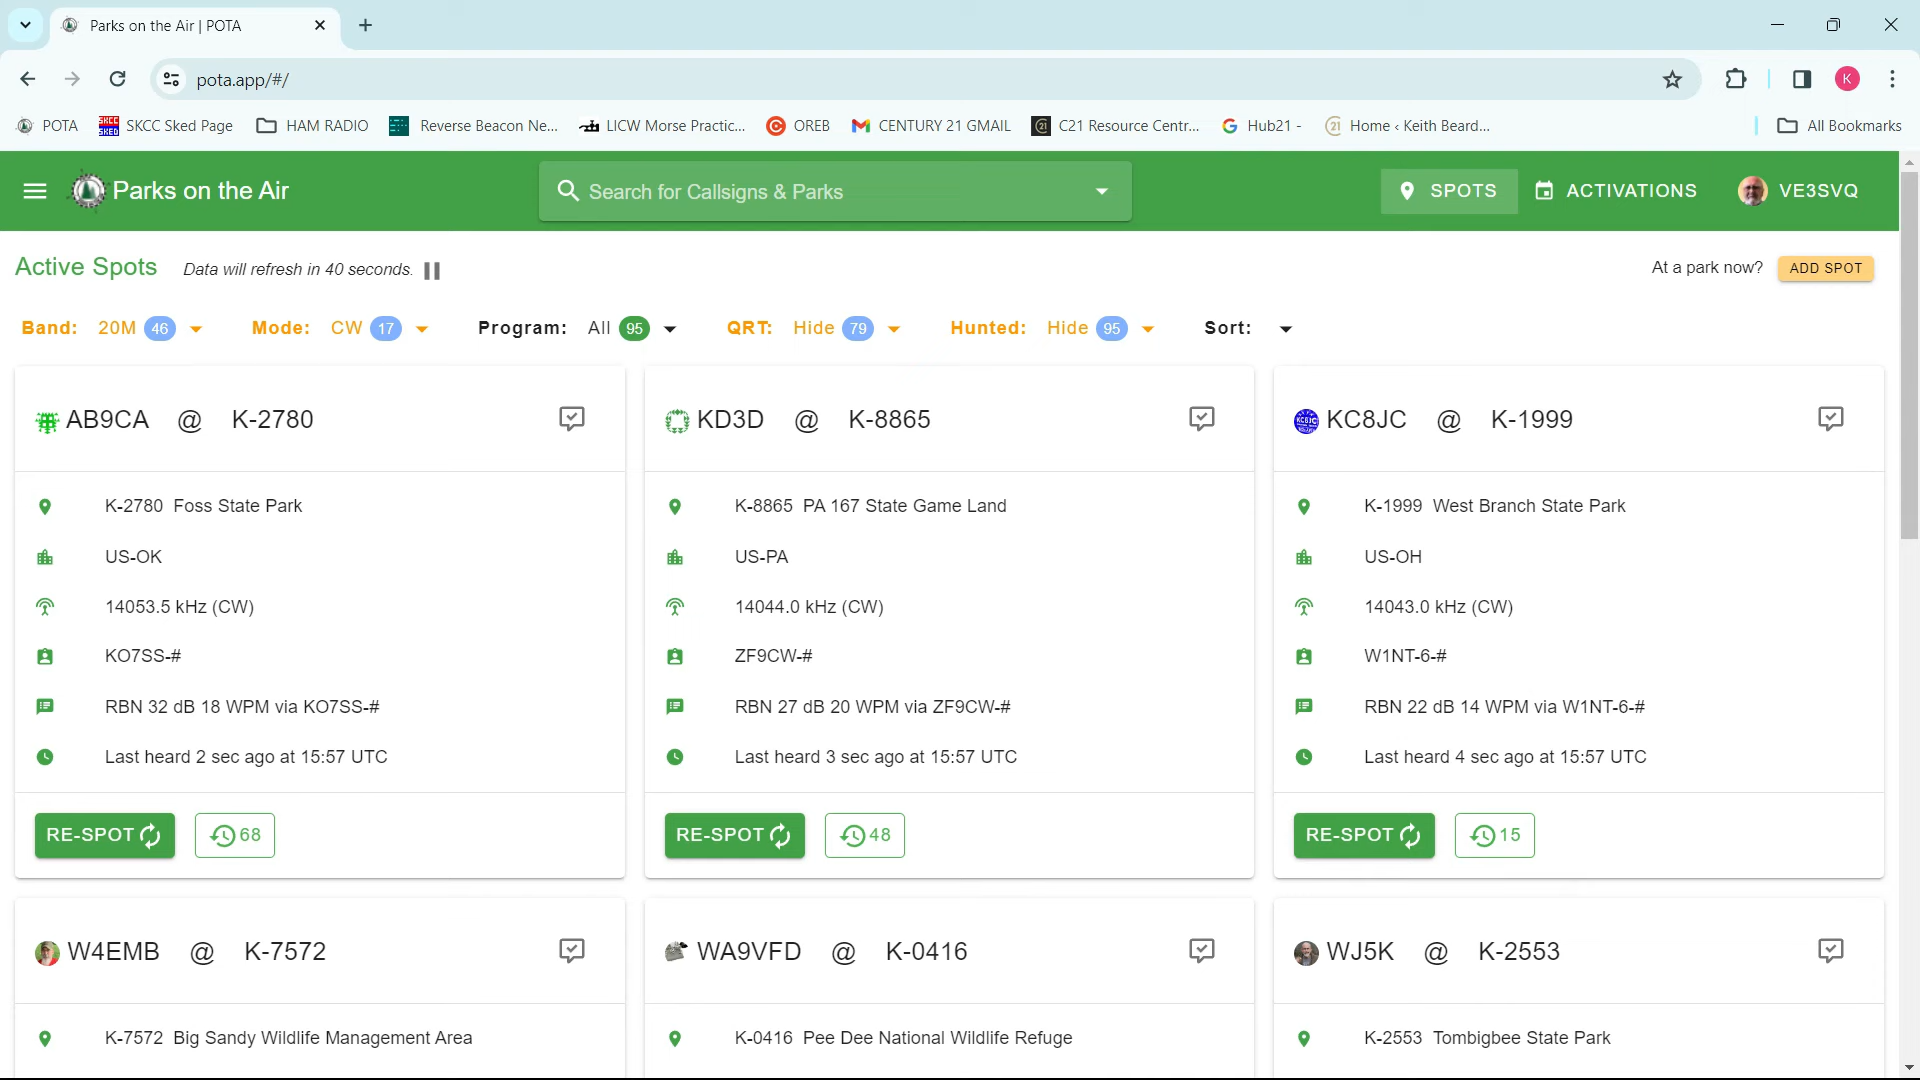 Parks on the Air | POTA
pota.app/#/
K
POTA SKCC Sked Page HAM RADIO Reverse Beacon Ne... LICW Morse Practic... OREB CENTURY 21 GMAIL C21 Resource Centr... Hub21 - Home ‹ Keith Beard... All Bookmarks
Parks on the Air Search for Callsigns & Parks SPOTS ACTIVATIONS VE3SVQ
Active Spots Data will refresh in 40 seconds. At a park now? ADD SPOT
Band: 20M 46 Mode: CW 17 Program: All 95 QRT: Hide 79 Hunted: Hide 95 Sort:
AB9CA @ K-2780
K-2780 Foss State Park
US-OK
14053.5 kHz (CW)
KO7SS-#
RBN 32 dB 18 WPM via KO7SS-#
Last heard 2 sec ago at 15:57 UTC
RE-SPOT 68
KD3D @ K-8865
K-8865 PA 167 State Game Land
US-PA
14044.0 kHz (CW)
ZF9CW-#
RBN 27 dB 20 WPM via ZF9CW-#
Last heard 3 sec ago at 15:57 UTC
RE-SPOT 48
KC8JC @ K-1999
K-1999 West Branch State Park
US-OH
14043.0 kHz (CW)
W1NT-6-#
RBN 22 dB 14 WPM via W1NT-6-#
Last heard 4 sec ago at 15:57 UTC
RE-SPOT 15
W4EMB @ K-7572
K-7572 Big Sandy Wildlife Management Area
WA9VFD @ K-0416
K-0416 Pee Dee National Wildlife Refuge
WJ5K @ K-2553
K-2553 Tombigbee State Park